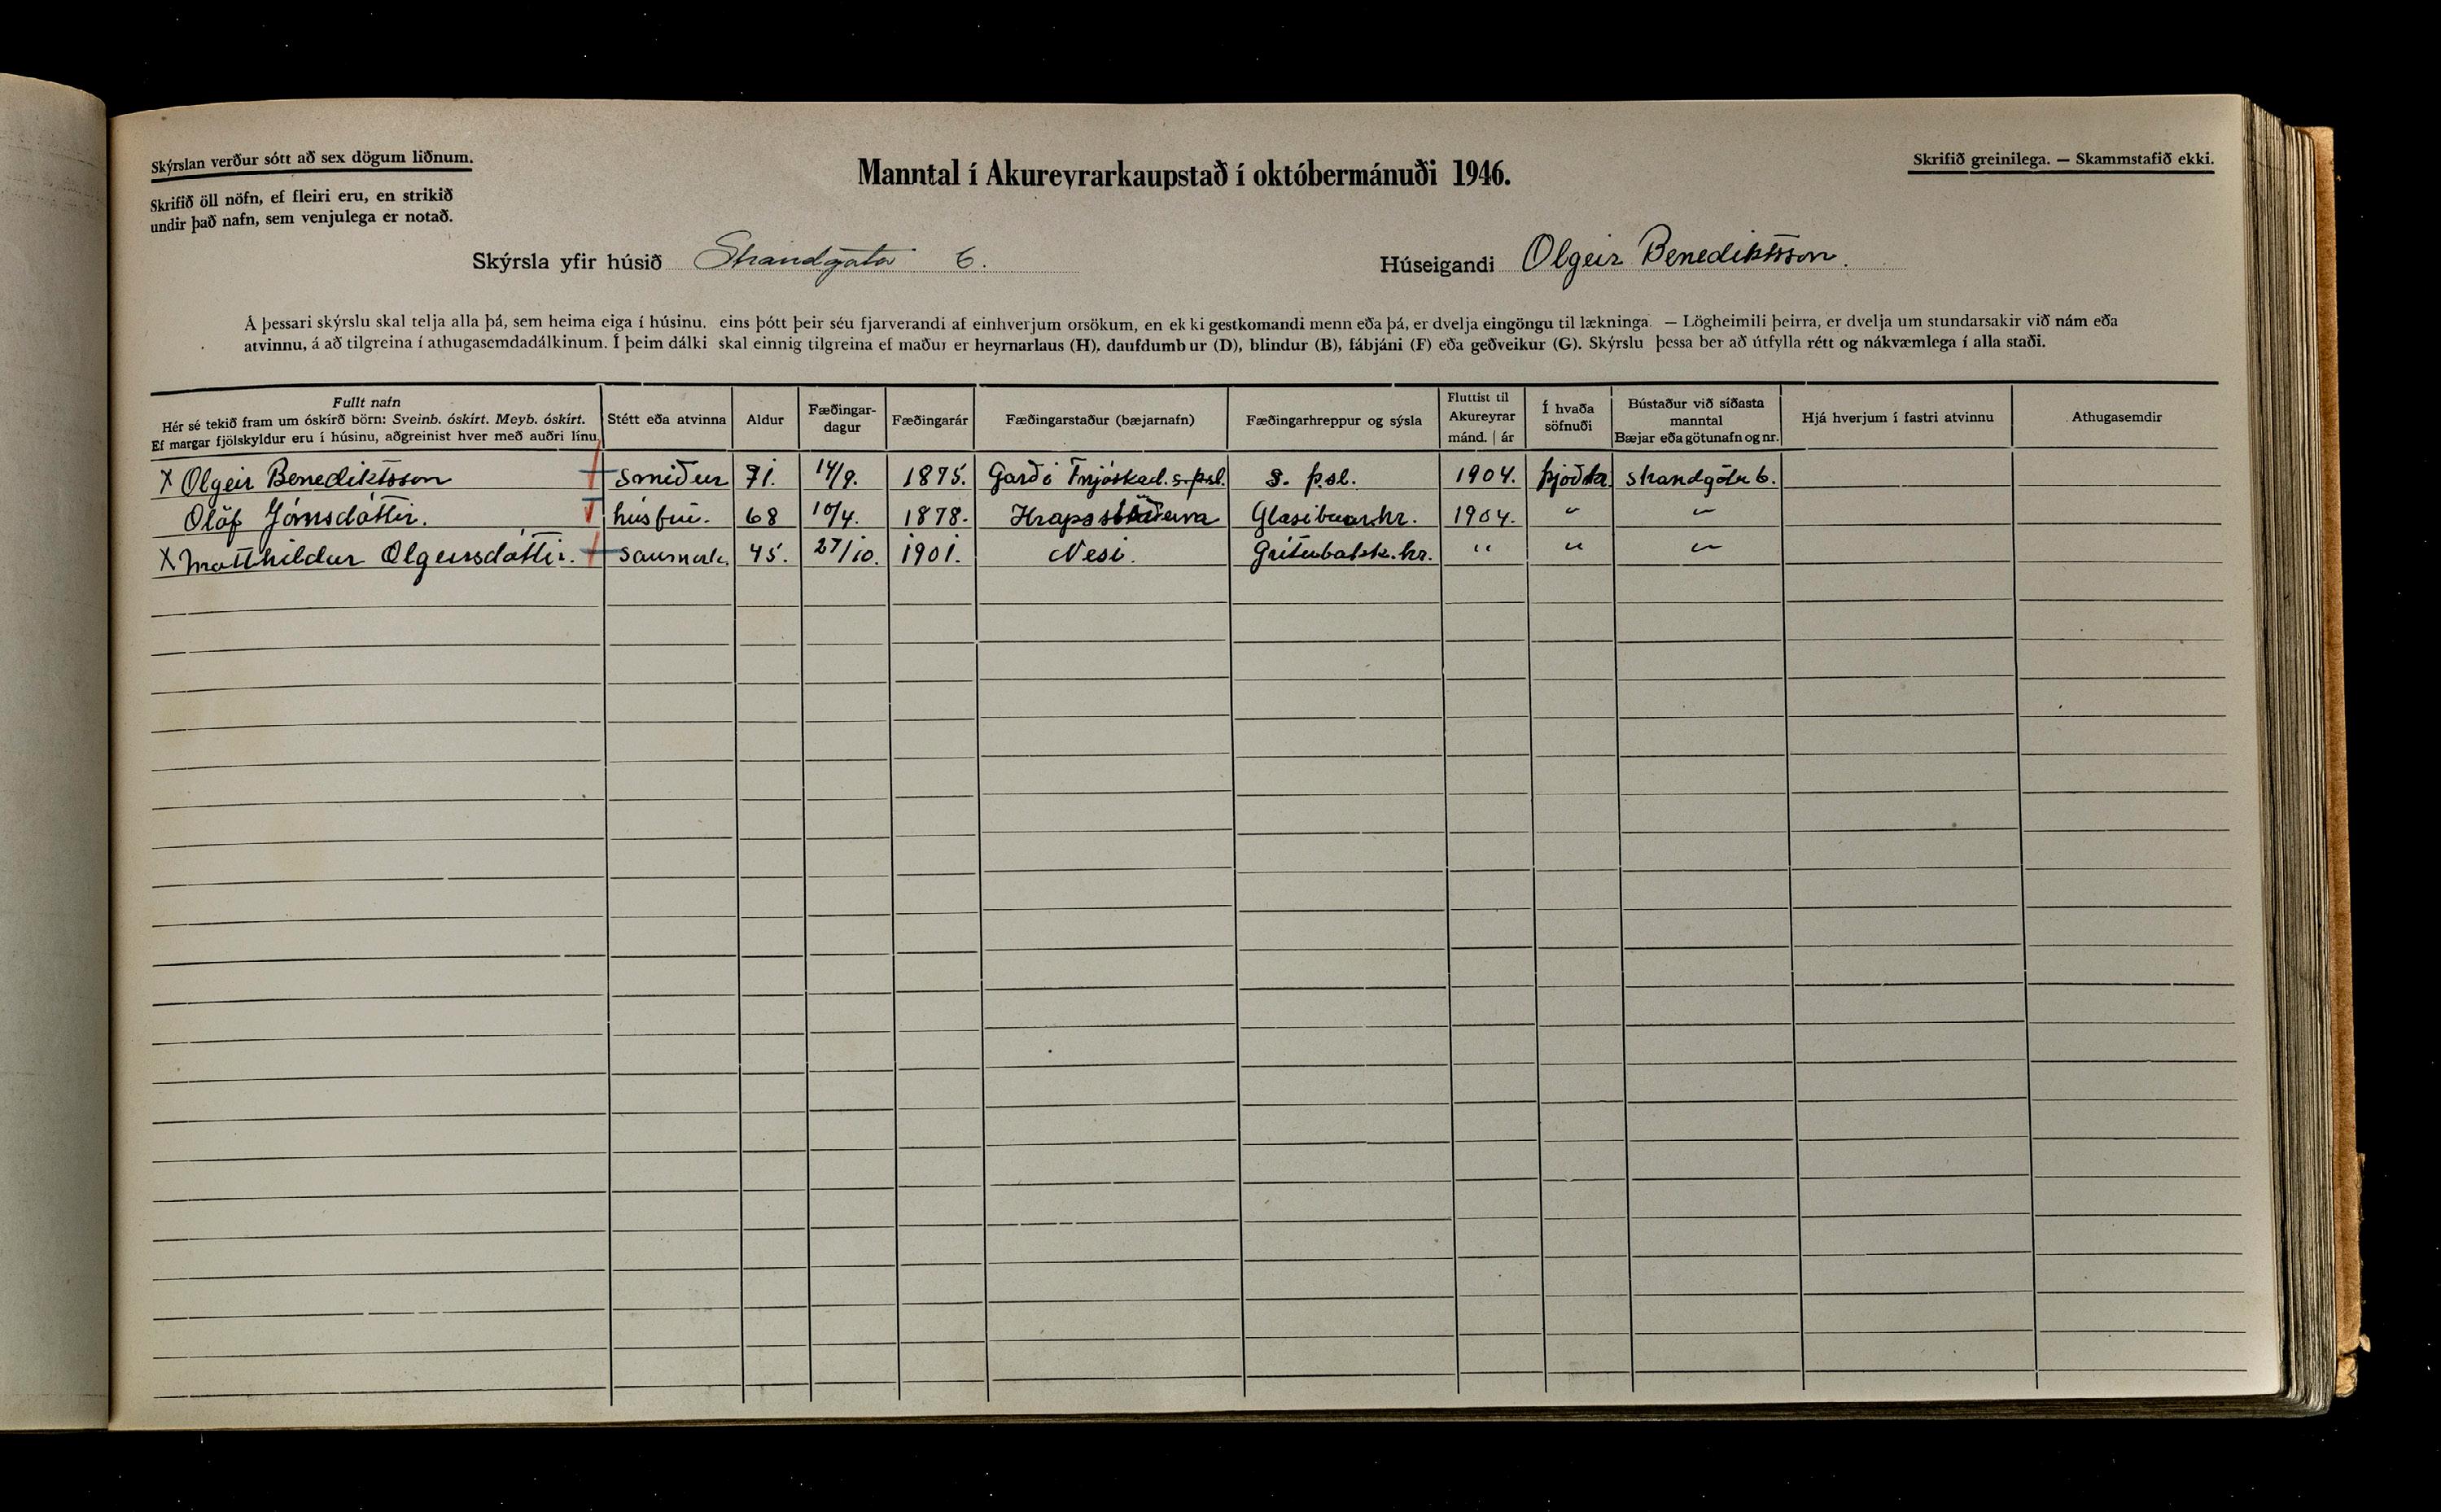 Skýrslan verður sótt að sex dögum liðnum.
Skrifið öll nöfn, ef fleiri eru, en strikið
undir það nafn, sem venjulega er notað.
Manntal í Akureyrarkaupstað í októbermánuði 1946.
Skrifið greinilega. — Skammstafið ekki.
Skýrsla yfir húsið Strandgata 6. Húseigandi Olgeir Benediktsson.
Á þessari skýrslu skal telja alla þá, sem heima eiga í húsinu, eins þótt þeir séu fjarverandi af einhverjum orsökum, en ekki gestkomandi menn eða þá, er dvelja eingöngu til lækninga. — Lögheimili þeirra, er dvelja um stundarsakir við nám eða
atvinnu, á að tilgreina í athugasemdadálkinum. Í þeim dálki skal einnig tilgreina ef maður er heyrnarlaus (H), daufdumbur (D), blindur (B), fábjáni (F) eða geðveikur (G). Skýrslu þessa ber að útfylla rétt og nákvæmlega í alla staði.
Fullt nafn
Hér sé tekið fram um óskírð börn: Sveinb. óskírt. Meyb. óskírt.
Ef margar fjölskyldur eru í húsinu, aðgreinist hver með auðri línu.
Stétt eða atvinna
Aldur
Fæðingar-
dagur
Fæðingarár
Fæðingarstaður (bæjarnafn)
Fæðingarhreppur og sýsla
Fluttist til
Akureyrar
mánd. | ár
Í hvaða
söfnuði
Bústaður við síðasta
manntal
Bæjar eða götunafn og nr.
Hjá hverjum í fastri atvinnu
Athugasemdir
X Olgeir Benediktsson smiður 71. 14/9. 1875. Garði Fnjóskad. s-þsl. S. þ.sl. 1904. þjóðk. strandgötu 6.
Ólöf Jónsdóttir. húsfrú. 68 10/4. 1878. Glæsibæarhr. 1904. " "
X Matthildur Olgeirsdóttir. saumak. 45. 27/10. 1901. Nesi. Grítubakk.hr. " " "